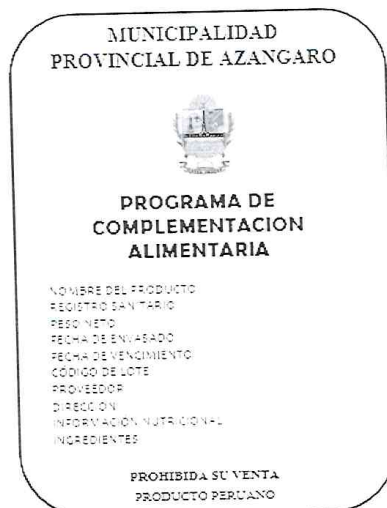 MUNICIPALIDAD
PROVINCIAL DE AZANGARO
PROGRAMA DE
COMPLEMENTACION
ALIMENTARIA
NOMBRE DEL PRODUCTO
REGISTRO SANITARIO
PESO NETO
FECHA DE ENVASADO
FECHA DE VENCIMIENTO
CÓDIGO DE LOTE
PROVEEDOR
DIRECCION
INFORMACION NUTRICIONAL
INGREDIENTES
PROHIBIDA SU VENTA
PRODUCTO PERUANO